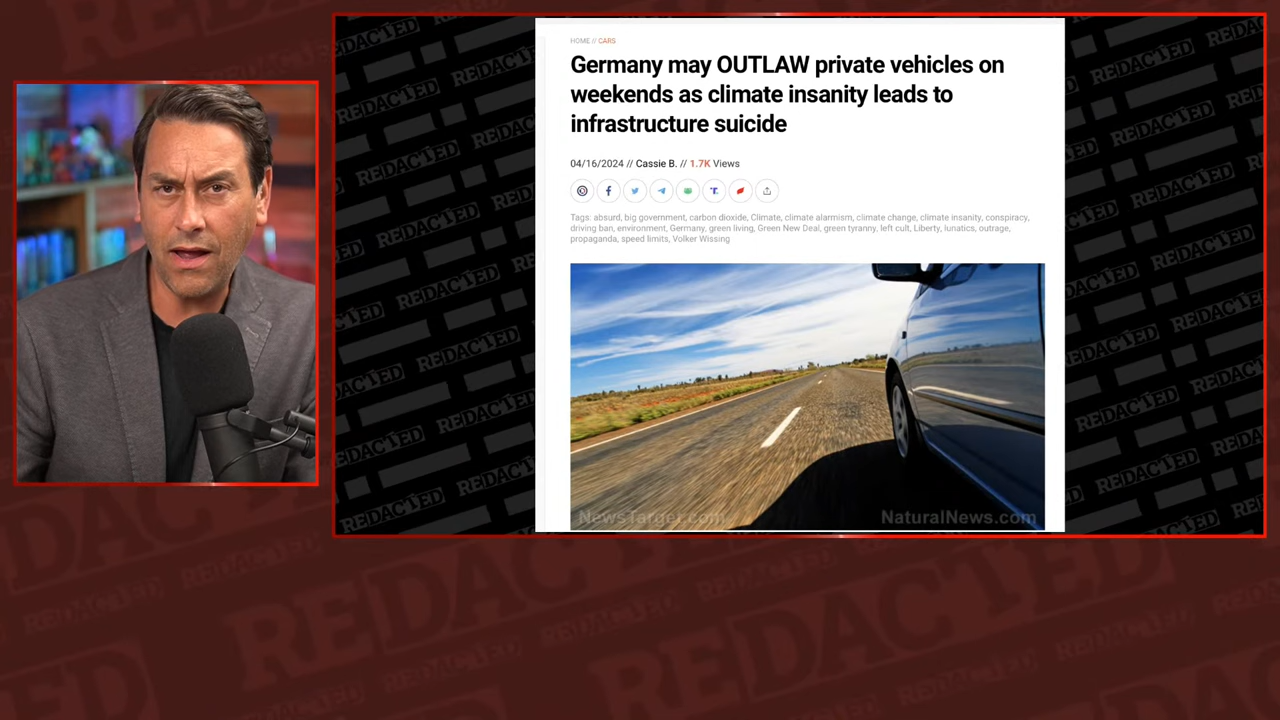 HOME // CARS
Germany may OUTLAW private vehicles on
weekends as climate insanity leads to
infrastructure suicide
04/16/2024 // Cassie B. // 1.7K Views
Tags: absurd, big government, carbon dioxide, Climate, climate alarmism, climate change, climate insanity, conspiracy,
driving ban, environment, Germany, green living, Green New Deal, green tyranny, left cult, Liberty, lunatics, outrage,
propaganda, speed limits, Volker Wissing
NewsTarget.com
NaturalNews.com
REDACTED